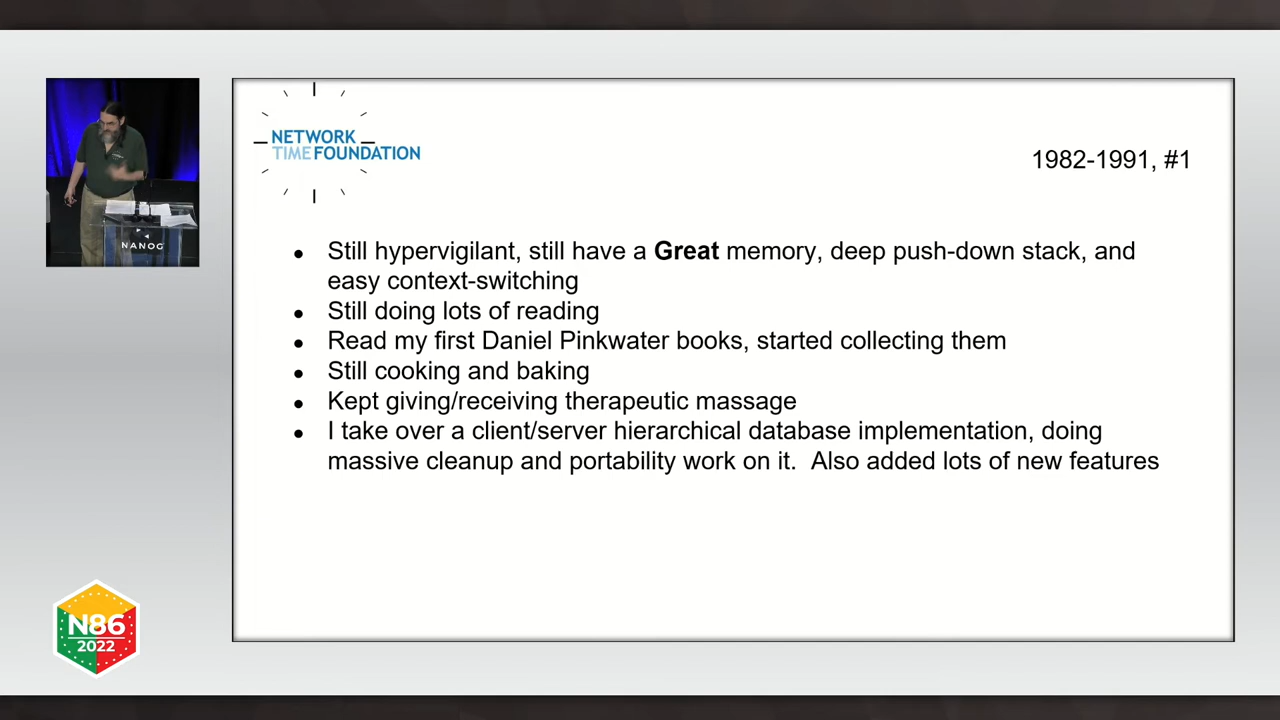 NETWORK
TIME FOUNDATION
1982-1991, #1
● Still hypervigilant, still have a Great memory, deep push-down stack, and
easy context-switching
● Still doing lots of reading
● Read my first Daniel Pinkwater books, started collecting them
● Still cooking and baking
● Kept giving/receiving therapeutic massage
● I take over a client/server hierarchical database implementation, doing
massive cleanup and portability work on it.  Also added lots of new features
NANOG
N86
2022